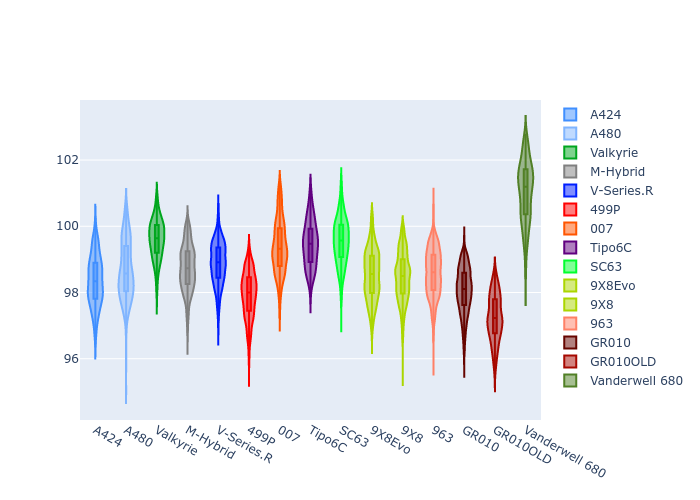 102
100
98
96
A424
A480
Valkyrie
M-Hybrid
V-Series.R
499P
007
Tipo6C
SC63
9X8Evo
9X8
963
GR010
GR010OLD
Vanderwell 680
A424
A480
Valkyrie
M-Hybrid
V-Series.R
499P
007
Tipo6C
SC63
9X8Evo
9X8
963
GR010
GR010OLD
Vanderwell 680